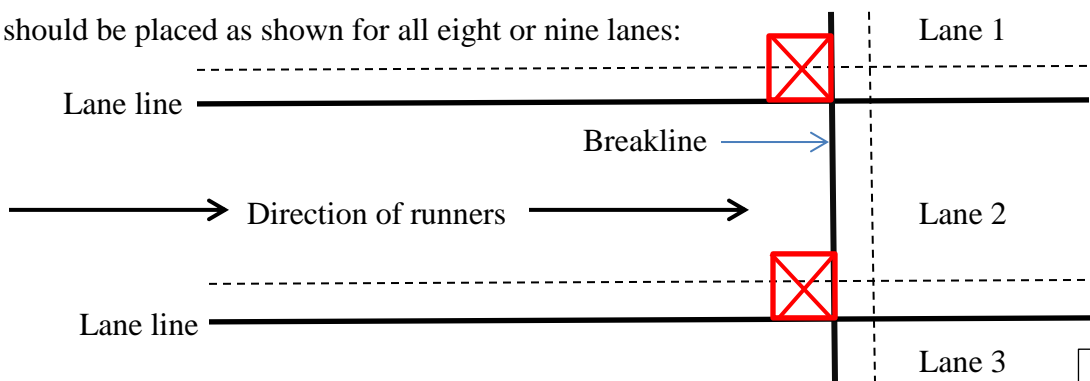 should be placed as shown for all eight or nine lanes:
Lane 1
Lane line
Breakline
Direction of runners
Lane 2
Lane line
Lane 3